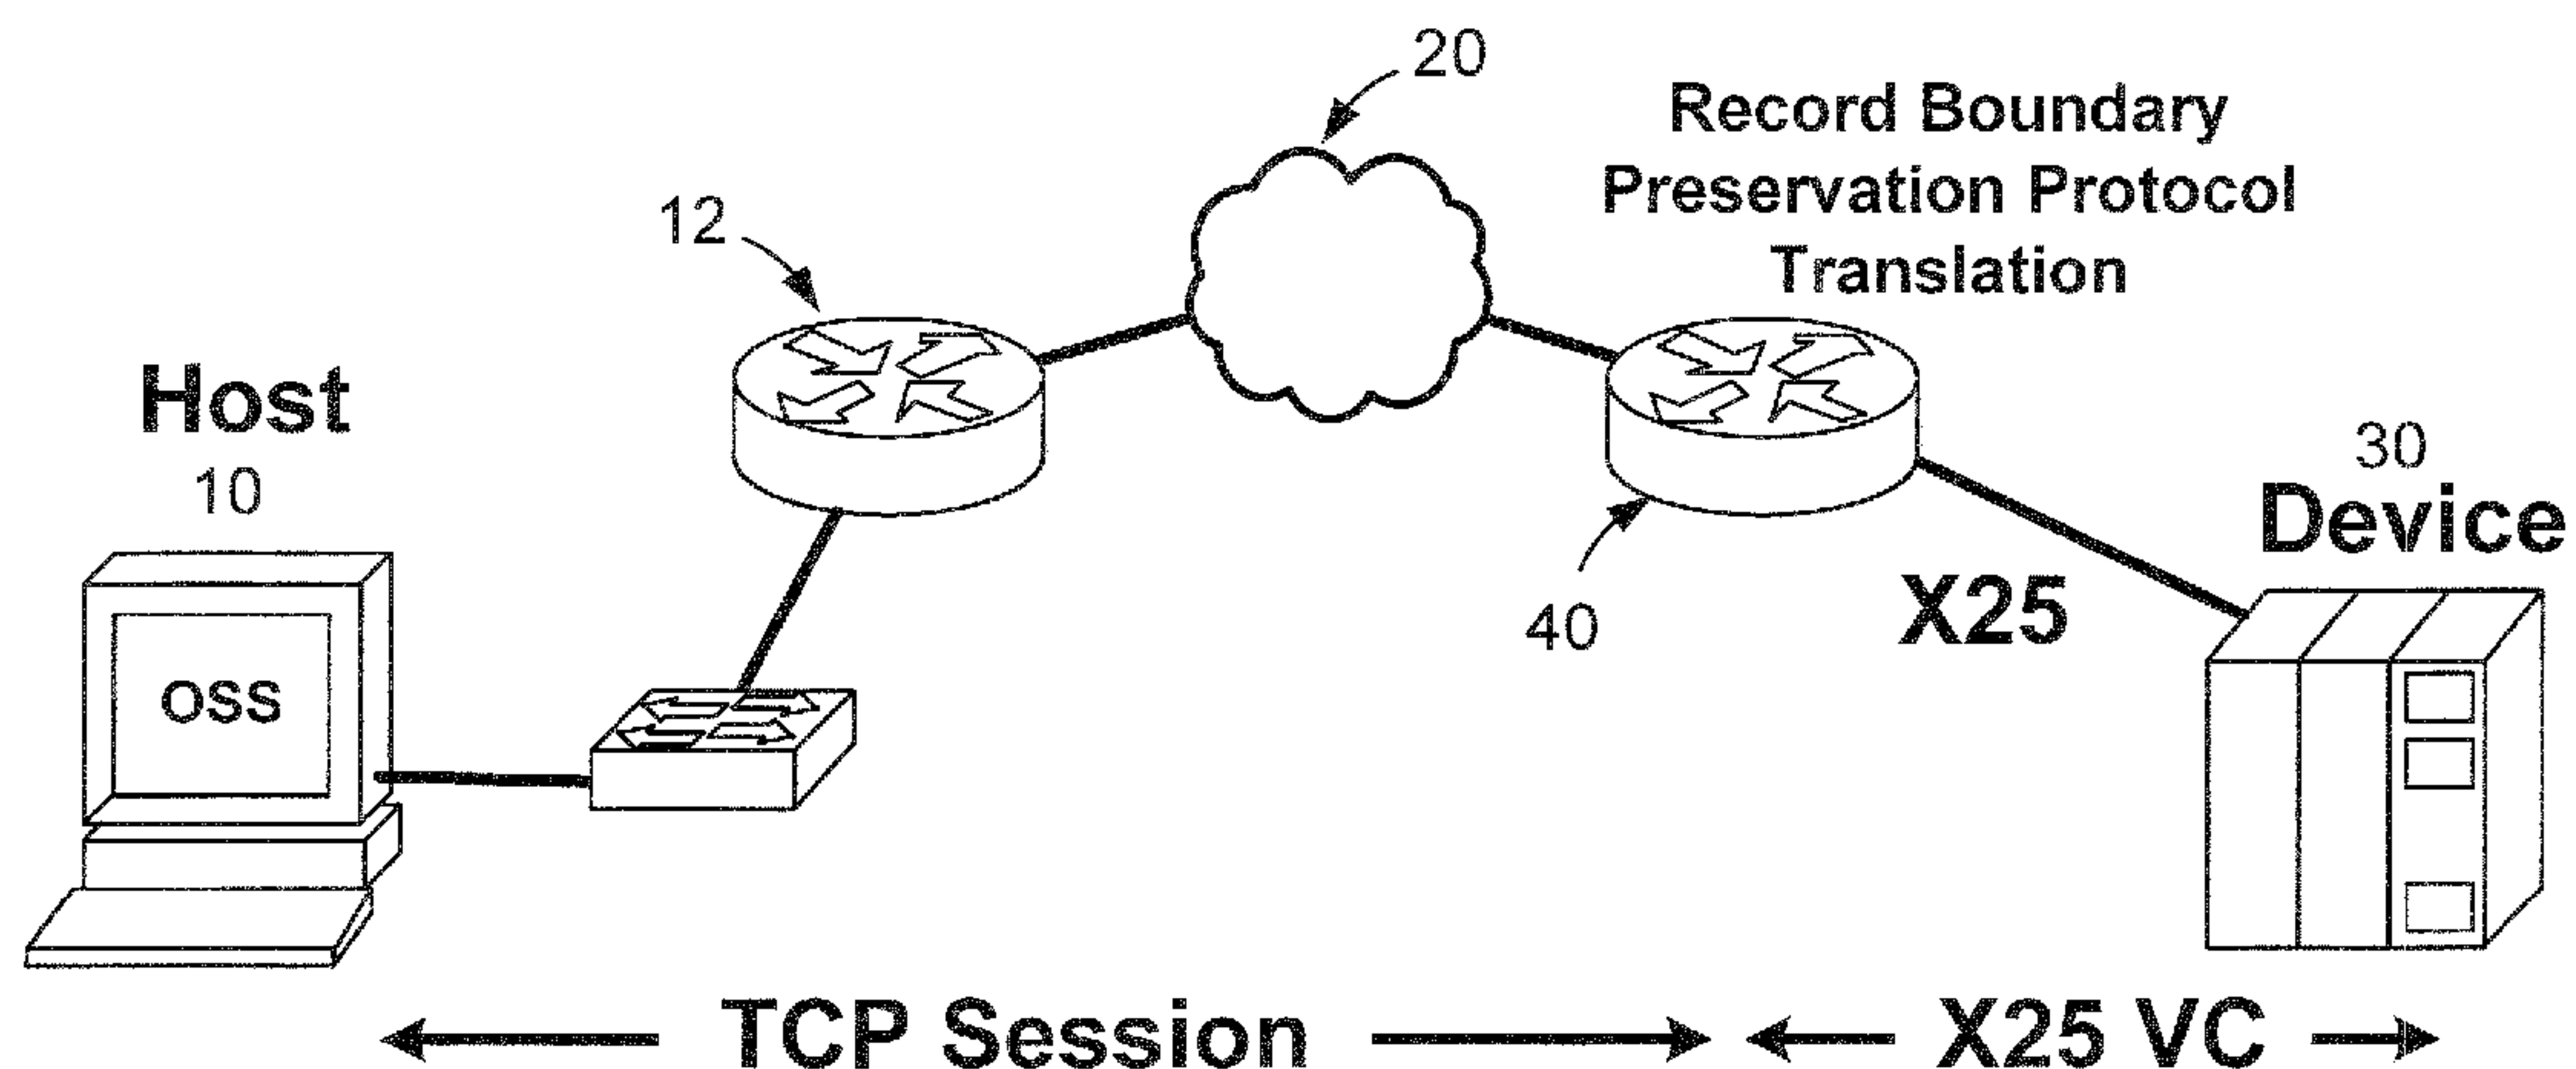 20
Record Boundary
Preservation Protocol
Translation
12
Host
10
30
Device
40
X25
OSS
TCP Session
X25 VC